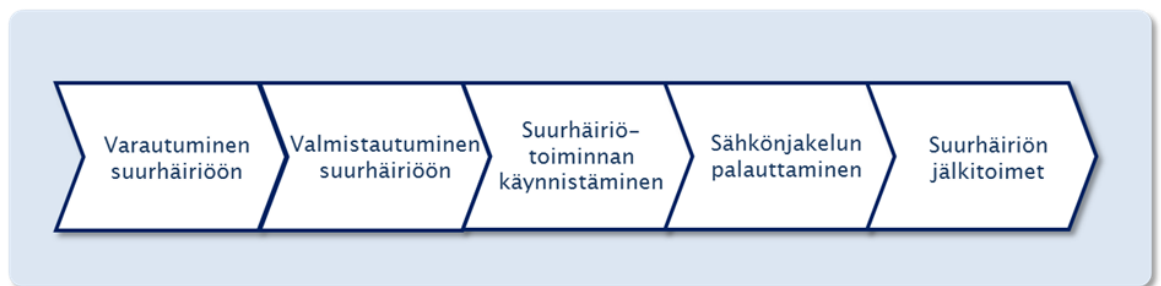 Varautuminen
suurhäiriöön
Valmistautuminen
suurhäiriöön
Suurhäiriö-
toiminnan
käynnistäminen
Sähkönjakelun
palauttaminen
Suurhäiriön
jälkitoimet